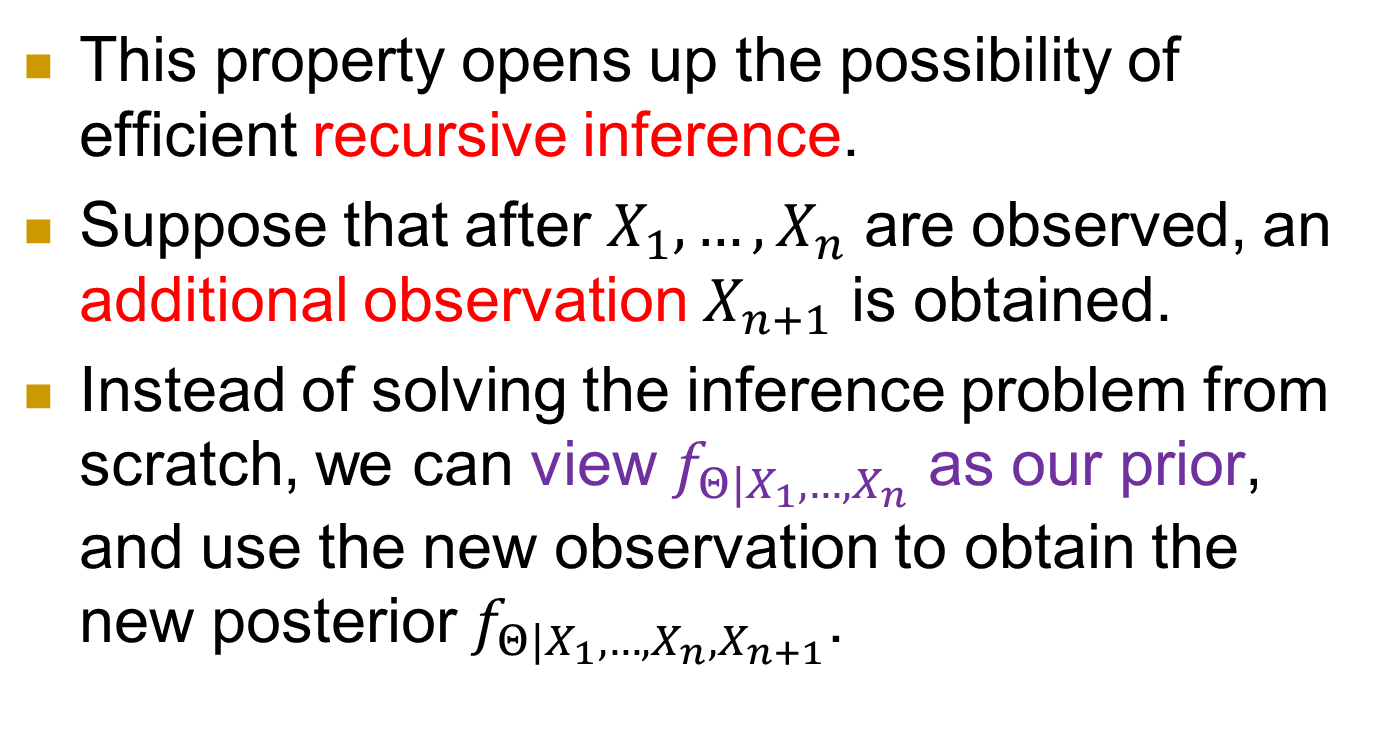 This property opens up the possibility of
efficient recursive inference.
Suppose that after X₁, … , Xₙ are observed, an
additional observation Xₙ₊₁ is obtained.
Instead of solving the inference problem from
scratch, we can view f_Θ|X₁,…,Xₙ as our prior,
and use the new observation to obtain the
new posterior f_Θ|X₁,…,Xₙ,Xₙ₊₁.